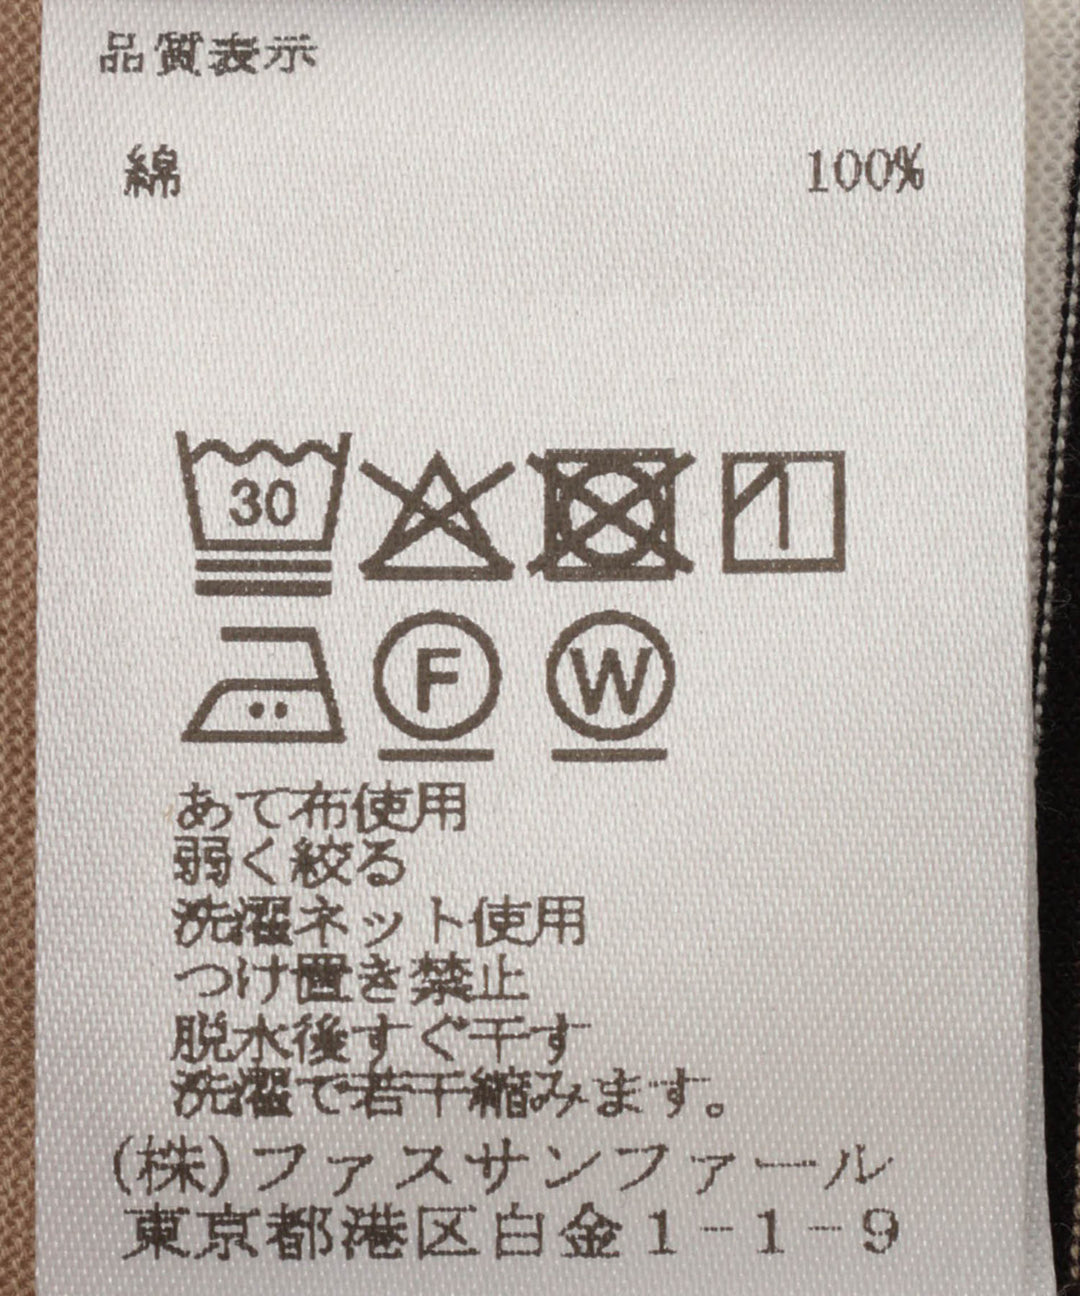 品質表示
綿 100%
30
F W
あて布使用
弱く絞る
洗濯ネット使用
つけ置き禁止
脱水後すぐ干す
洗濯で若干縮みます。
(株)ファスサンファール
東京都港区白金1-1-9